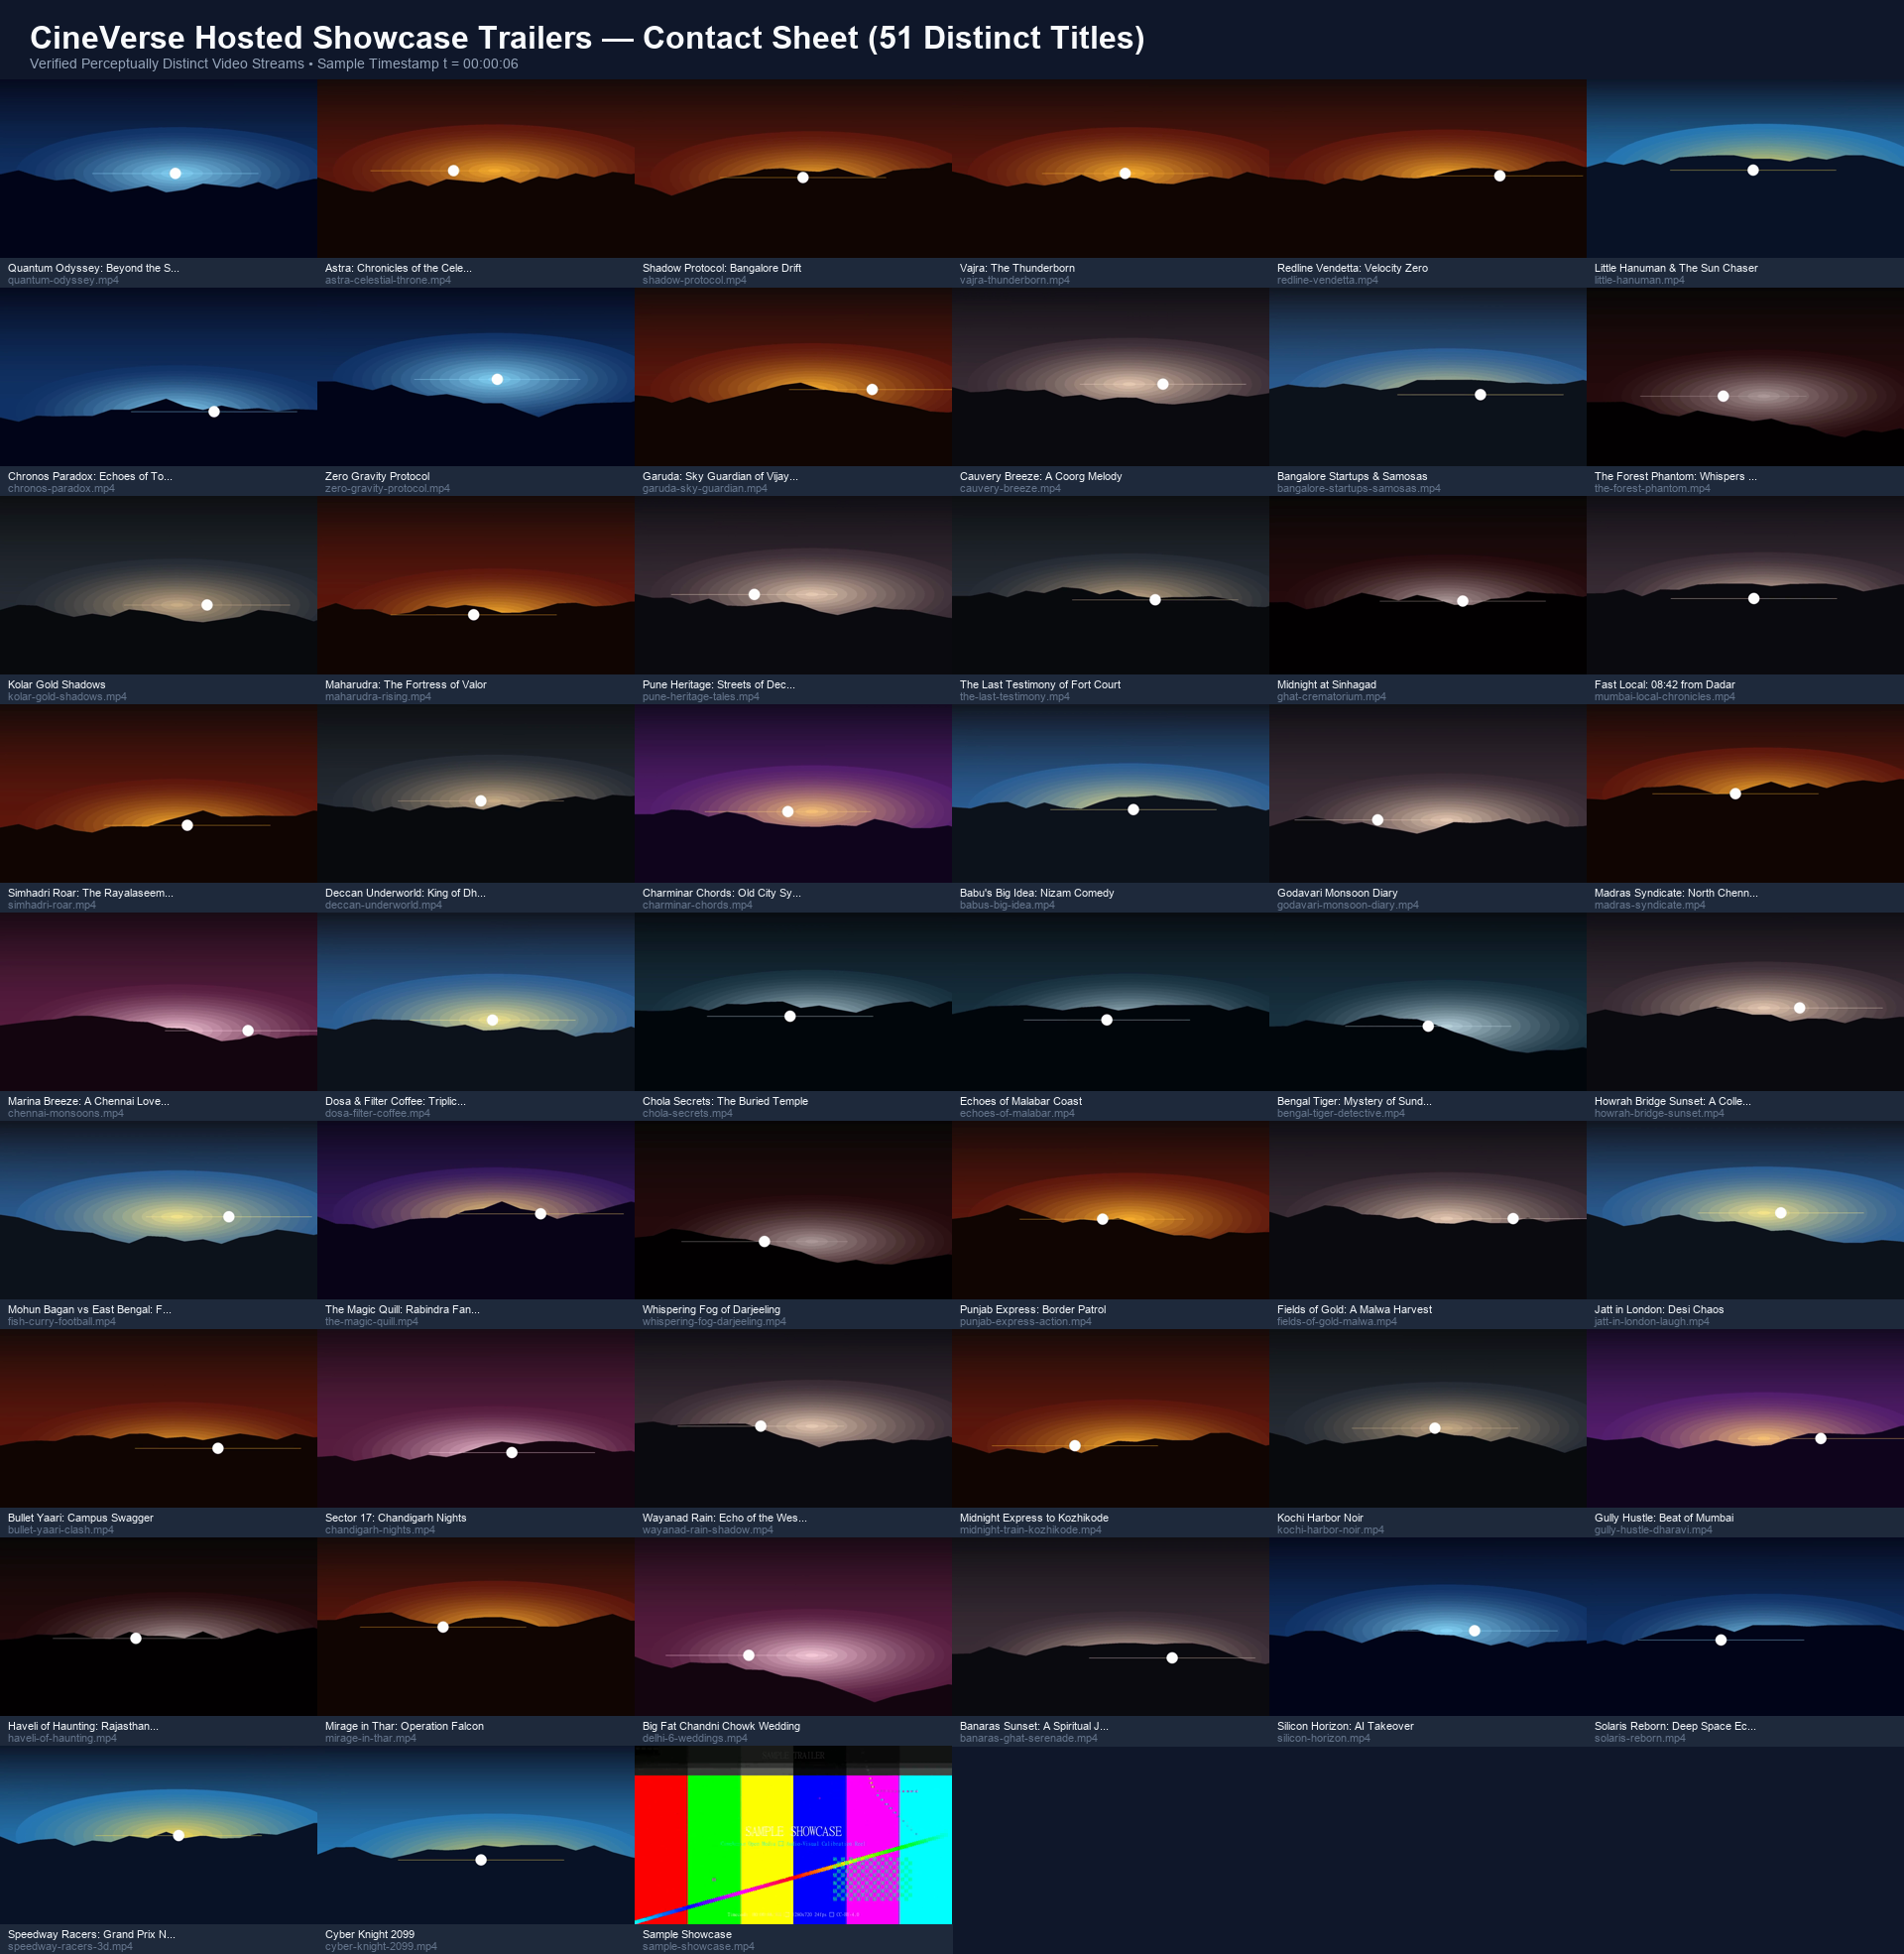 CineVerse Hosted Showcase Trailers — Contact Sheet (51 Distinct Titles)
Verified Perceptually Distinct Video Streams • Sample Timestamp t = 00:00:06
Quantum Odyssey: Beyond the S...
quantum-odyssey.mp4
Astra: Chronicles of the Cele...
astra-celestial-throne.mp4
Shadow Protocol: Bangalore Drift
shadow-protocol.mp4
Vajra: The Thunderborn
vajra-thunderborn.mp4
Redline Vendetta: Velocity Zero
redline-vendetta.mp4
Little Hanuman & The Sun Chaser
little-hanuman.mp4
Chronos Paradox: Echoes of To...
chronos-paradox.mp4
Zero Gravity Protocol
zero-gravity-protocol.mp4
Garuda: Sky Guardian of Vijay...
garuda-sky-guardian.mp4
Cauvery Breeze: A Coorg Melody
cauvery-breeze.mp4
Bangalore Startups & Samosas
bangalore-startups-samosas.mp4
The Forest Phantom: Whispers ...
the-forest-phantom.mp4
Kolar Gold Shadows
kolar-gold-shadows.mp4
Maharudra: The Fortress of Valor
maharudra-rising.mp4
Pune Heritage: Streets of Dec...
pune-heritage-tales.mp4
The Last Testimony of Fort Court
the-last-testimony.mp4
Midnight at Sinhagad
ghat-crematorium.mp4
Fast Local: 08:42 from Dadar
mumbai-local-chronicles.mp4
Simhadri Roar: The Rayalaseem...
simhadri-roar.mp4
Deccan Underworld: King of Dh...
deccan-underworld.mp4
Charminar Chords: Old City Sy...
charminar-chords.mp4
Babu's Big Idea: Nizam Comedy
babus-big-idea.mp4
Godavari Monsoon Diary
godavari-monsoon-diary.mp4
Madras Syndicate: North Chenn...
madras-syndicate.mp4
Marina Breeze: A Chennai Love...
chennai-monsoons.mp4
Dosa & Filter Coffee: Triplic...
dosa-filter-coffee.mp4
Chola Secrets: The Buried Temple
chola-secrets.mp4
Echoes of Malabar Coast
echoes-of-malabar.mp4
Bengal Tiger: Mystery of Sund...
bengal-tiger-detective.mp4
Howrah Bridge Sunset: A Colle...
howrah-bridge-sunset.mp4
Mohun Bagan vs East Bengal: F...
fish-curry-football.mp4
The Magic Quill: Rabindra Fan...
the-magic-quill.mp4
Whispering Fog of Darjeeling
whispering-fog-darjeeling.mp4
Punjab Express: Border Patrol
punjab-express-action.mp4
Fields of Gold: A Malwa Harvest
fields-of-gold-malwa.mp4
Jatt in London: Desi Chaos
jatt-in-london-laugh.mp4
Bullet Yaari: Campus Swagger
bullet-yaari-clash.mp4
Sector 17: Chandigarh Nights
chandigarh-nights.mp4
Wayanad Rain: Echo of the Wes...
wayanad-rain-shadow.mp4
Midnight Express to Kozhikode
midnight-train-kozhikode.mp4
Kochi Harbor Noir
kochi-harbor-noir.mp4
Gully Hustle: Beat of Mumbai
gully-hustle-dharavi.mp4
Haveli of Haunting: Rajasthan...
haveli-of-haunting.mp4
Mirage in Thar: Operation Falcon
mirage-in-thar.mp4
Big Fat Chandni Chowk Wedding
delhi-6-weddings.mp4
Banaras Sunset: A Spiritual J...
banaras-ghat-serenade.mp4
Silicon Horizon: AI Takeover
silicon-horizon.mp4
Solaris Reborn: Deep Space Ec...
solaris-reborn.mp4
Speedway Racers: Grand Prix N...
speedway-racers-3d.mp4
Cyber Knight 2099
cyber-knight-2099.mp4
SAMPLE TRAILER
SAMPLE SHOWCASE
Sample Showcase
sample-showcase.mp4